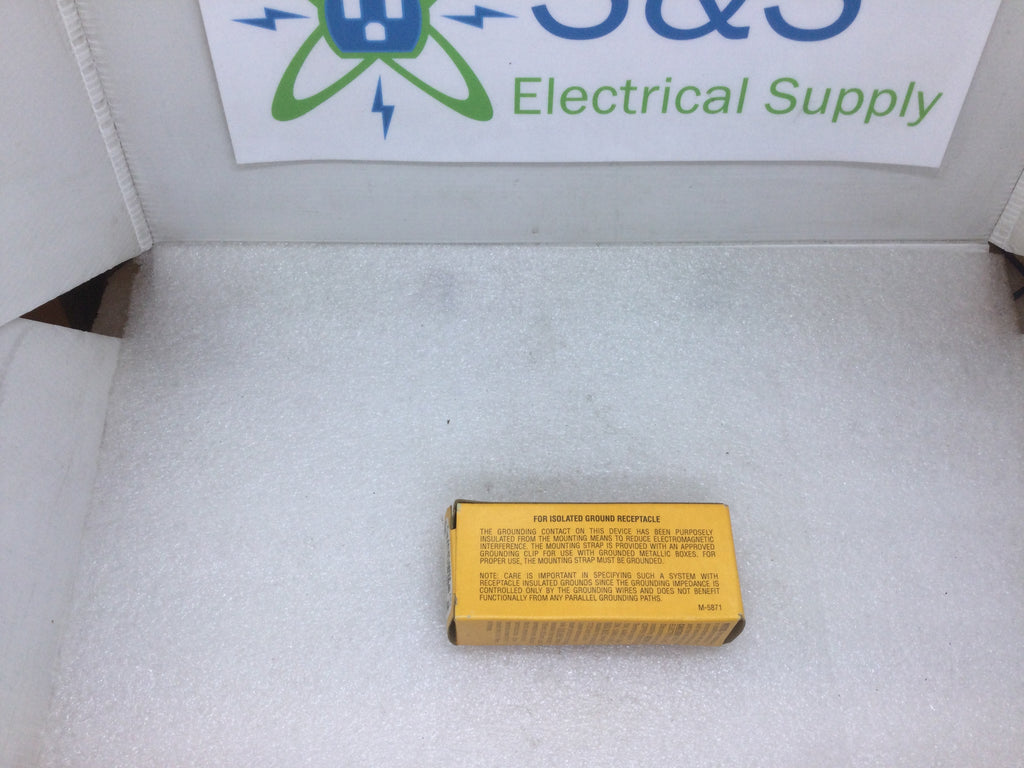 S&S
Electrical Supply
FOR ISOLATED GROUND RECEPTACLE
THE GROUNDING CONTACT ON THIS DEVICE HAS BEEN PURPOSELY
INSULATED FROM THE MOUNTING MEANS TO REDUCE ELECTROMAGNETIC
INTERFERENCE. THE MOUNTING STRAP IS PROVIDED WITH AN APPROVED
GROUNDING CLIP FOR USE WITH GROUNDED METALLIC BOXES. FOR
PROPER USE, THE MOUNTING STRAP MUST BE GROUNDED.
NOTE: CARE IS IMPORTANT IN SPECIFYING SUCH A SYSTEM WITH
RECEPTACLE INSULATED GROUNDS SINCE THE GROUNDING IMPEDANCE IS
CONTROLLED ONLY BY THE GROUNDING WIRES AND DOES NOT BENEFIT
FUNCTIONALLY FROM ANY PARALLEL GROUNDING PATHS.
M-5871